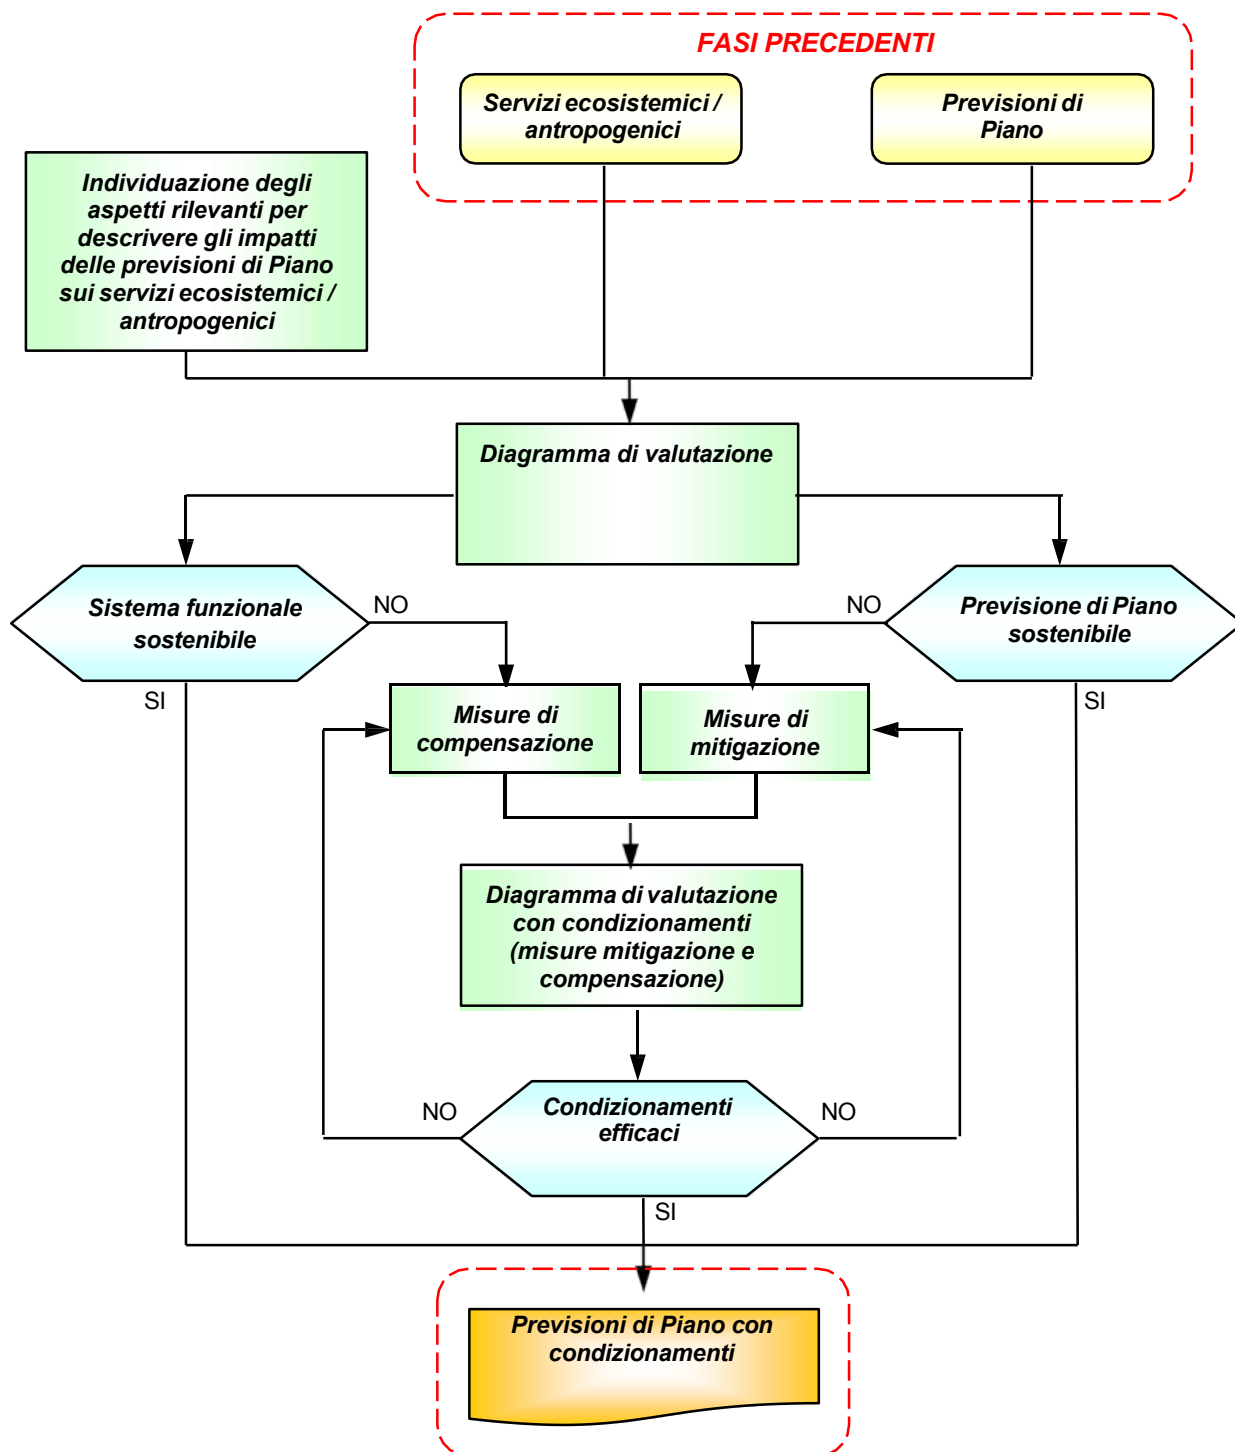 FASI PRECEDENTI
Servizi ecosistemici /
antropogenici
Previsioni di
Piano
Individuazione degli
aspetti rilevanti per
descrivere gli impatti
delle previsioni di Piano
sui servizi ecosistemici /
antropogenici
Diagramma di valutazione
Sistema funzionale
sostenibile
NO
SI
NO
Previsione di Piano
sostenibile
SI
Misure di
compensazione
Misure di
mitigazione
Diagramma di valutazione
con condizionamenti
(misure mitigazione e
compensazione)
NO
Condizionamenti
efficaci
NO
SI
Previsioni di Piano con
condizionamenti